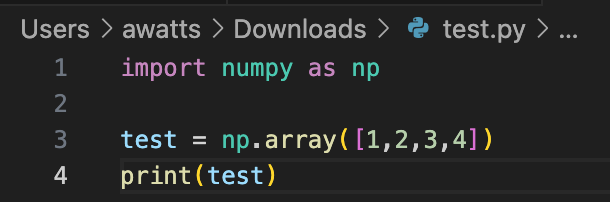 Users > awatts > Downloads > test.py > ...
1 import numpy as np
2
3 test = np.array([1,2,3,4])
4 print(test)